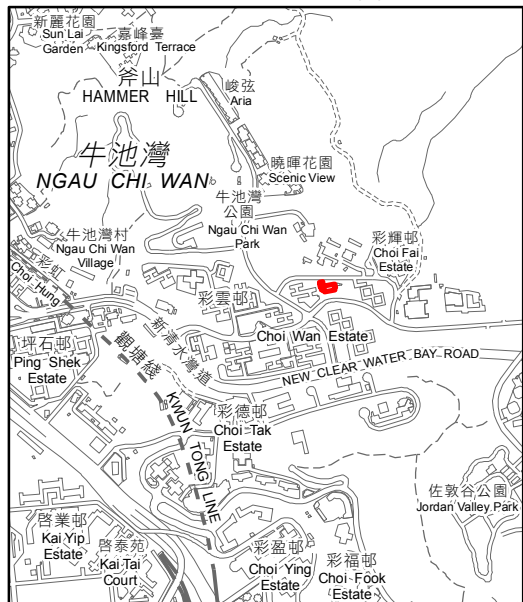 新麗花園
Sun Lai
Garden
嘉峰臺
Kingsford Terrace
斧山
HAMMER HILL
峻弦
Aria
牛池灣
NGAU CHI WAN
曉暉花園
Scenic View
牛池灣
公園
Ngau Chi Wan
Park
牛池灣村
Ngau Chi Wan
Village
彩虹
Choi Hung
彩輝邨
Choi Fai
Estate
彩雲邨
Choi Wan Estate
新清水灣道
NEW CLEAR WATER BAY ROAD
坪石邨
Ping Shek
Estate
觀塘綫
KWUN TONG LINE
彩德邨
Choi Tak
Estate
佐敦谷公園
Jordan Valley Park
啓業邨
Kai Yip
Estate
啓泰苑
Kai Tai
Court
彩盈邨
Choi Ying
Estate
彩福邨
Choi Fook
Estate